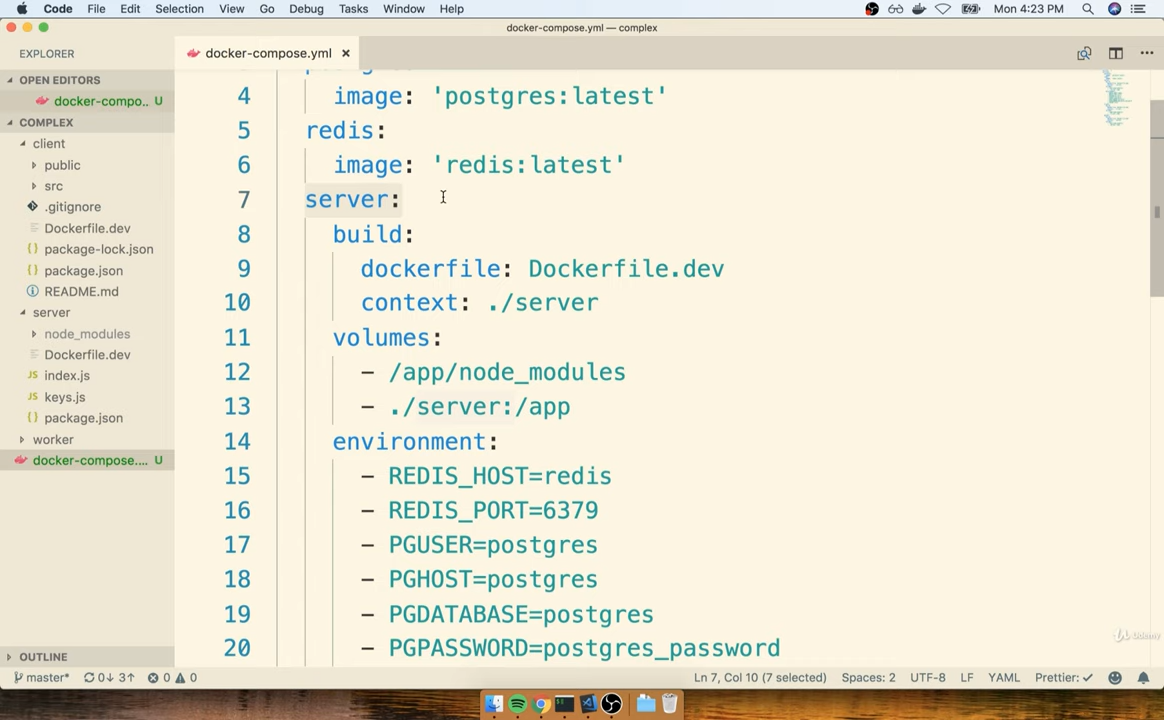 Code File Edit Selection View Go Debug Tasks Window Help Mon 4:23 PM
docker-compose.yml — complex
EXPLORER
docker-compose.yml
OPEN EDITORS
docker-compo.. U
COMPLEX
client
public
src
.gitignore
Dockerfile.dev
package-lock.json
package.json
README.md
server
node_modules
Dockerfile.dev
JS index.js
JS keys.js
package.json
worker
docker-compose.... U
OUTLINE
4 image: 'postgres:latest'
5 redis:
6 image: 'redis:latest'
7 server:
8 build:
9 dockerfile: Dockerfile.dev
10 context: ./server
11 volumes:
12 - /app/node_modules
13 - ./server:/app
14 environment:
15 - REDIS_HOST=redis
16 - REDIS_PORT=6379
17 - PGUSER=postgres
18 - PGHOST=postgres
19 - PGDATABASE=postgres
20 - PGPASSWORD=postgres_password
Udemy
master* 0↓ 3↑ 0 0 Ln 7, Col 10 (7 selected) Spaces: 2 UTF-8 LF YAML Prettier: ✓